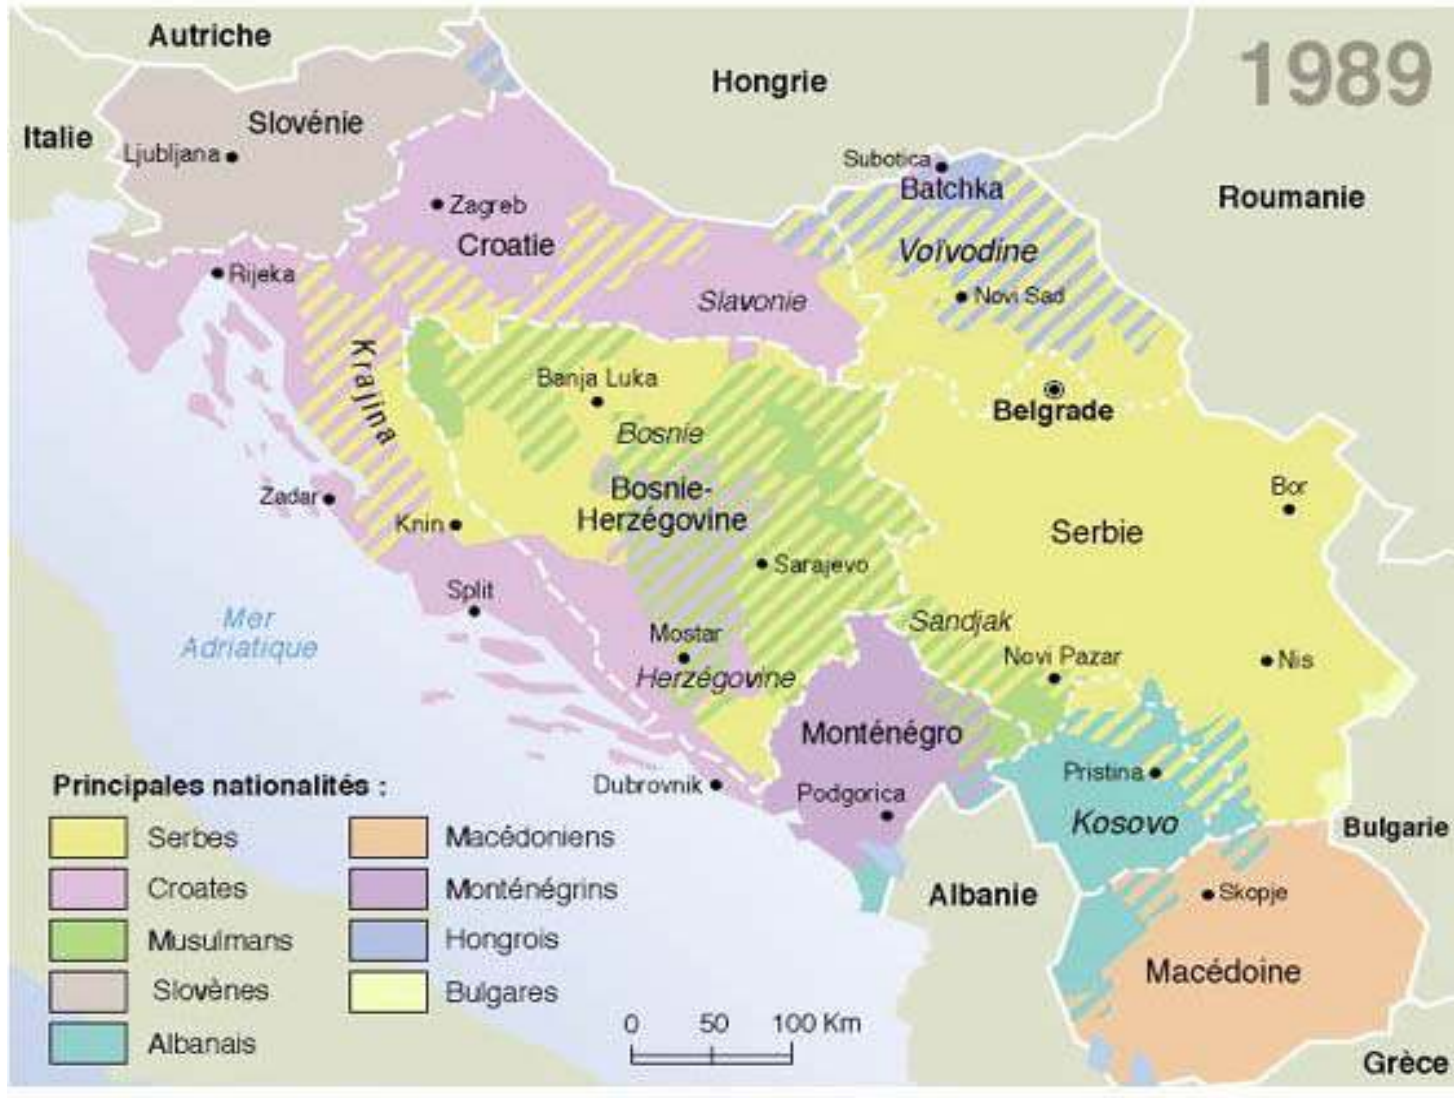 Autriche
Hongrie
1989
Italie
Slovénie
Ljubljana
Subotica
Batchka
Roumanie
Zagreb
Croatie
Voïvodine
Rijeka
Novi Sad
Slavonie
Krajina
Banja Luka
Belgrade
Bosnie
Zadar
Bosnie-
Herzégovine
Bor
Knin
Serbie
Sarajevo
Split
Mer
Adriatique
Sandjak
Mostar
Novi Pazar
Nis
Herzégovine
Monténégro
Dubrovnik
Pristina
Podgorica
Kosovo
Bulgarie
Albanie
Skopje
Macédoine
Grèce
Principales nationalités :
Serbes
Croates
Musulmans
Slovènes
Albanais
Macédoniens
Monténégrins
Hongrois
Bulgares
0 50 100 Km